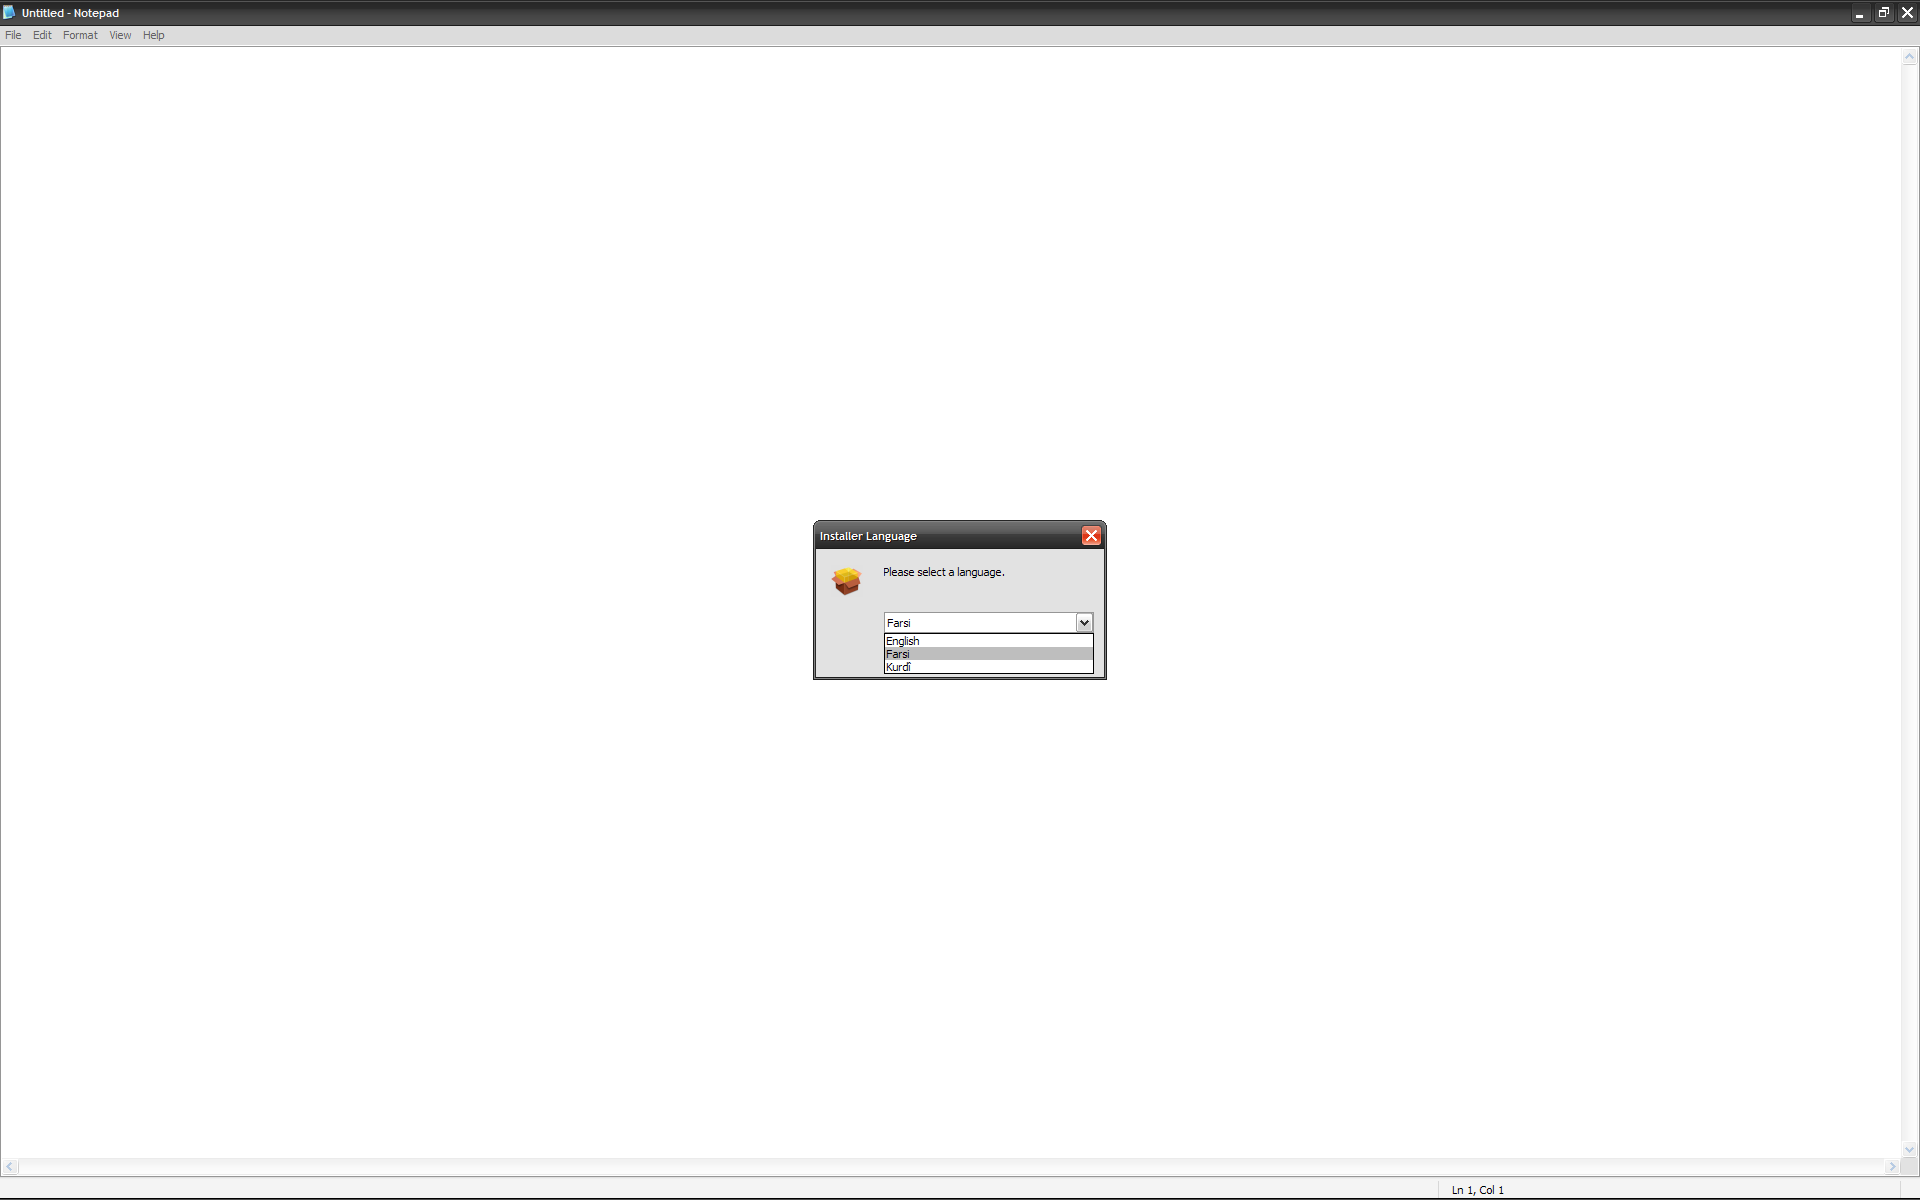 Untitled - Notepad
File Edit Format View Help
Installer Language
Please select a language.
Farsi
English
Farsi
Kurdî
Ln 1, Col 1